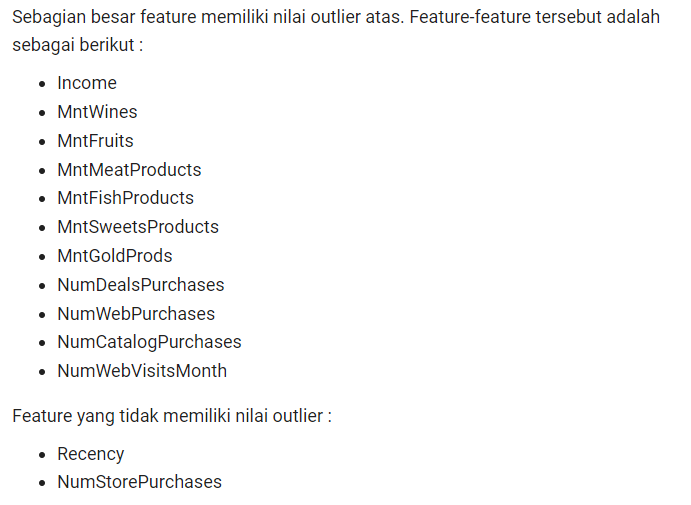 Sebagian besar feature memiliki nilai outlier atas. Feature-feature tersebut adalah
sebagai berikut :
• Income
• MntWines
• MntFruits
• MntMeatProducts
• MntFishProducts
• MntSweetsProducts
• MntGoldProds
• NumDealsPurchases
• NumWebPurchases
• NumCatalogPurchases
• NumWebVisitsMonth
Feature yang tidak memiliki nilai outlier :
• Recency
• NumStorePurchases